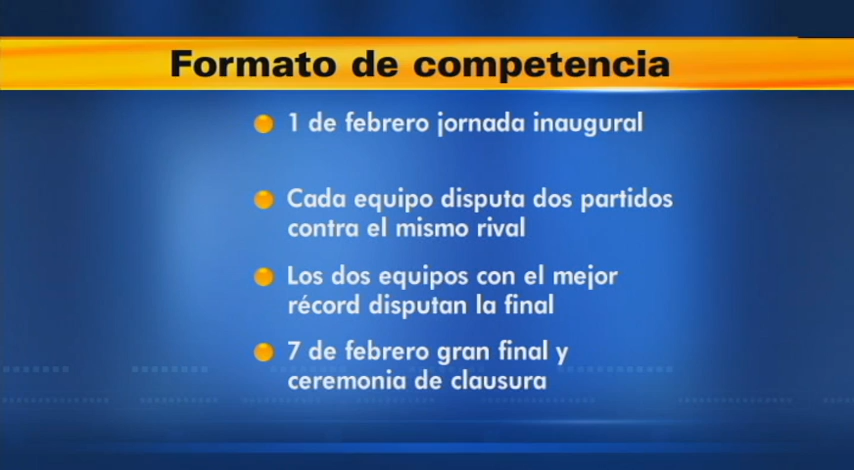 Formato de competencia
1 de febrero jornada inaugural
Cada equipo disputa dos partidos
contra el mismo rival
Los dos equipos con el mejor
récord disputan la final
7 de febrero gran final y
ceremonia de clausura